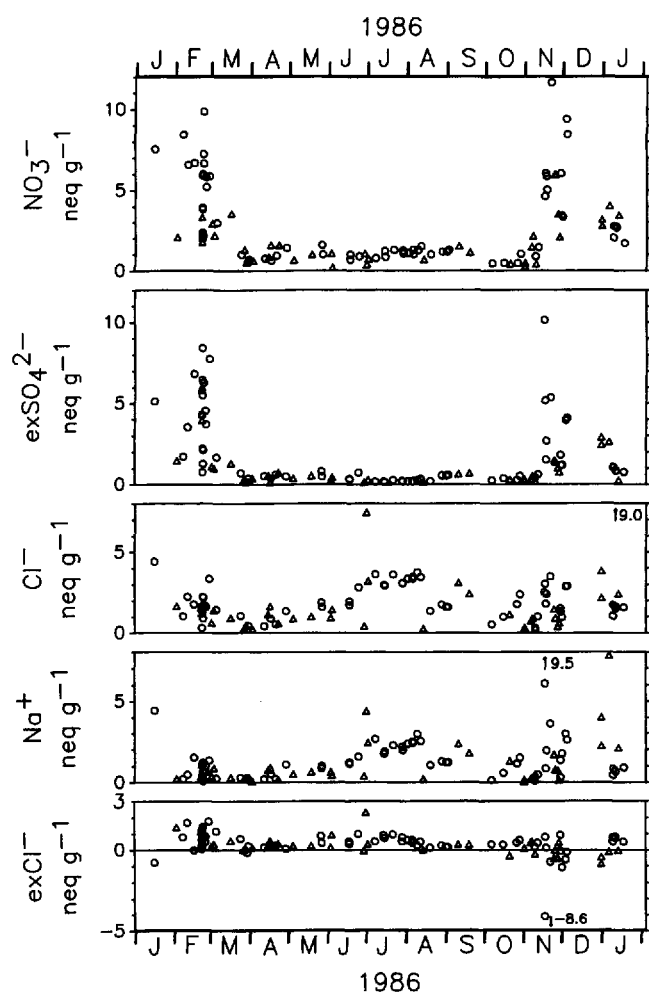 1986
J F M A M J J A S O N D J
10
5
0
NO3− neq g−1
10
5
0
exSO4 2− neq g−1
19.0
5
0
Cl− neq g−1
19.5
5
0
Na+ neq g−1
3
0
-5
exCl− neq g−1
-8.6
J F M A M J J A S O N D J
1986